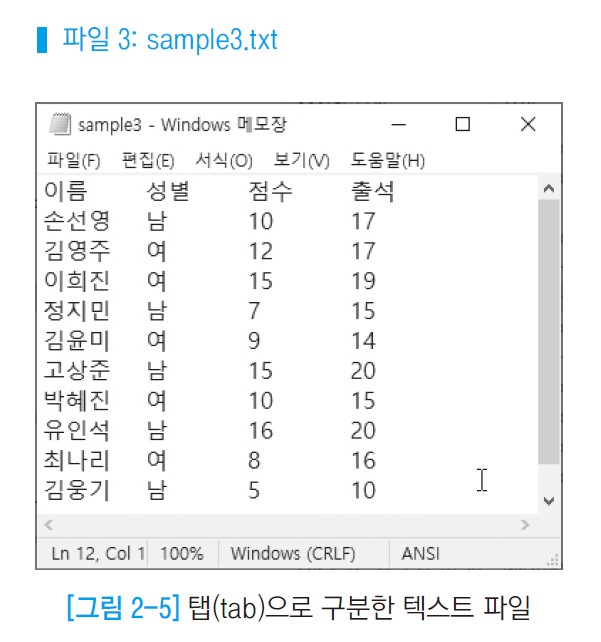 파일 3: sample3.txt
sample3 - Windows 메모장
파일(F) 편집(E) 서식(O) 보기(V) 도움말(H)
이름 성별 점수 출석
손선영 남 10 17
김영주 여 12 17
이희진 여 15 19
정지민 남 7 15
김윤미 여 9 14
고상준 남 15 20
박혜진 여 10 15
유인석 남 16 20
최나리 여 8 16
김웅기 남 5 10
Ln 12, Col 1 100% Windows (CRLF) ANSI
[그림 2-5] 탭(tab)으로 구분한 텍스트 파일